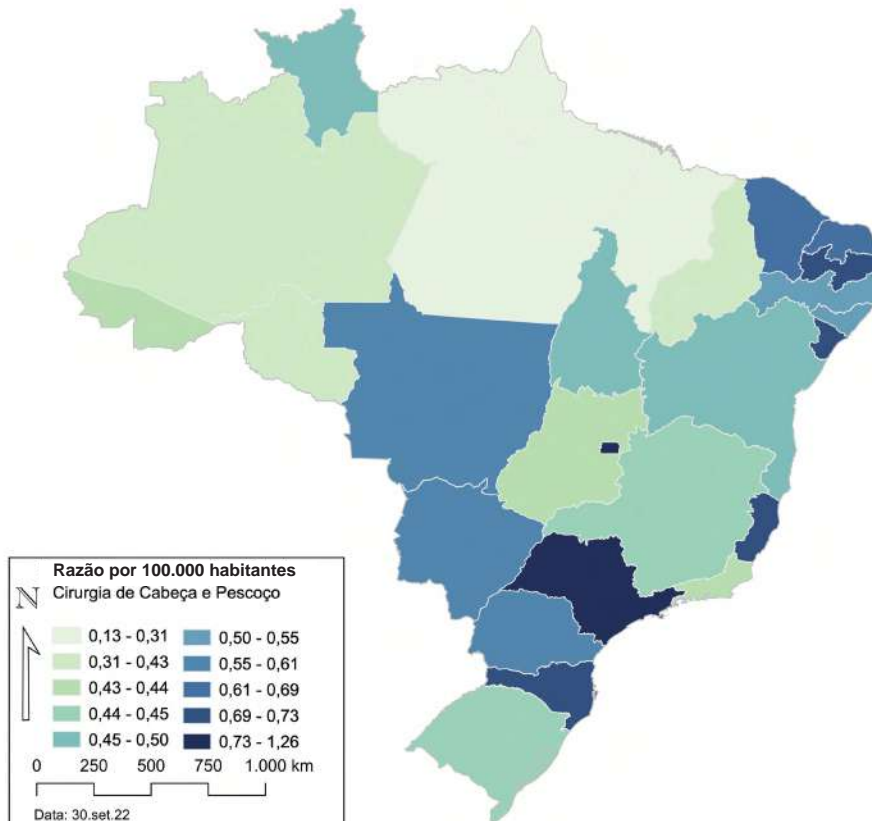 Razão por 100.000 habitantes
N Cirurgia de Cabeça e Pescoço
0,13 - 0,31 0,50 - 0,55
0,31 - 0,43 0,55 - 0,61
0,43 - 0,44 0,61 - 0,69
0,44 - 0,45 0,69 - 0,73
0,45 - 0,50 0,73 - 1,26
0 250 500 750 1.000 km
Data: 30.set.22